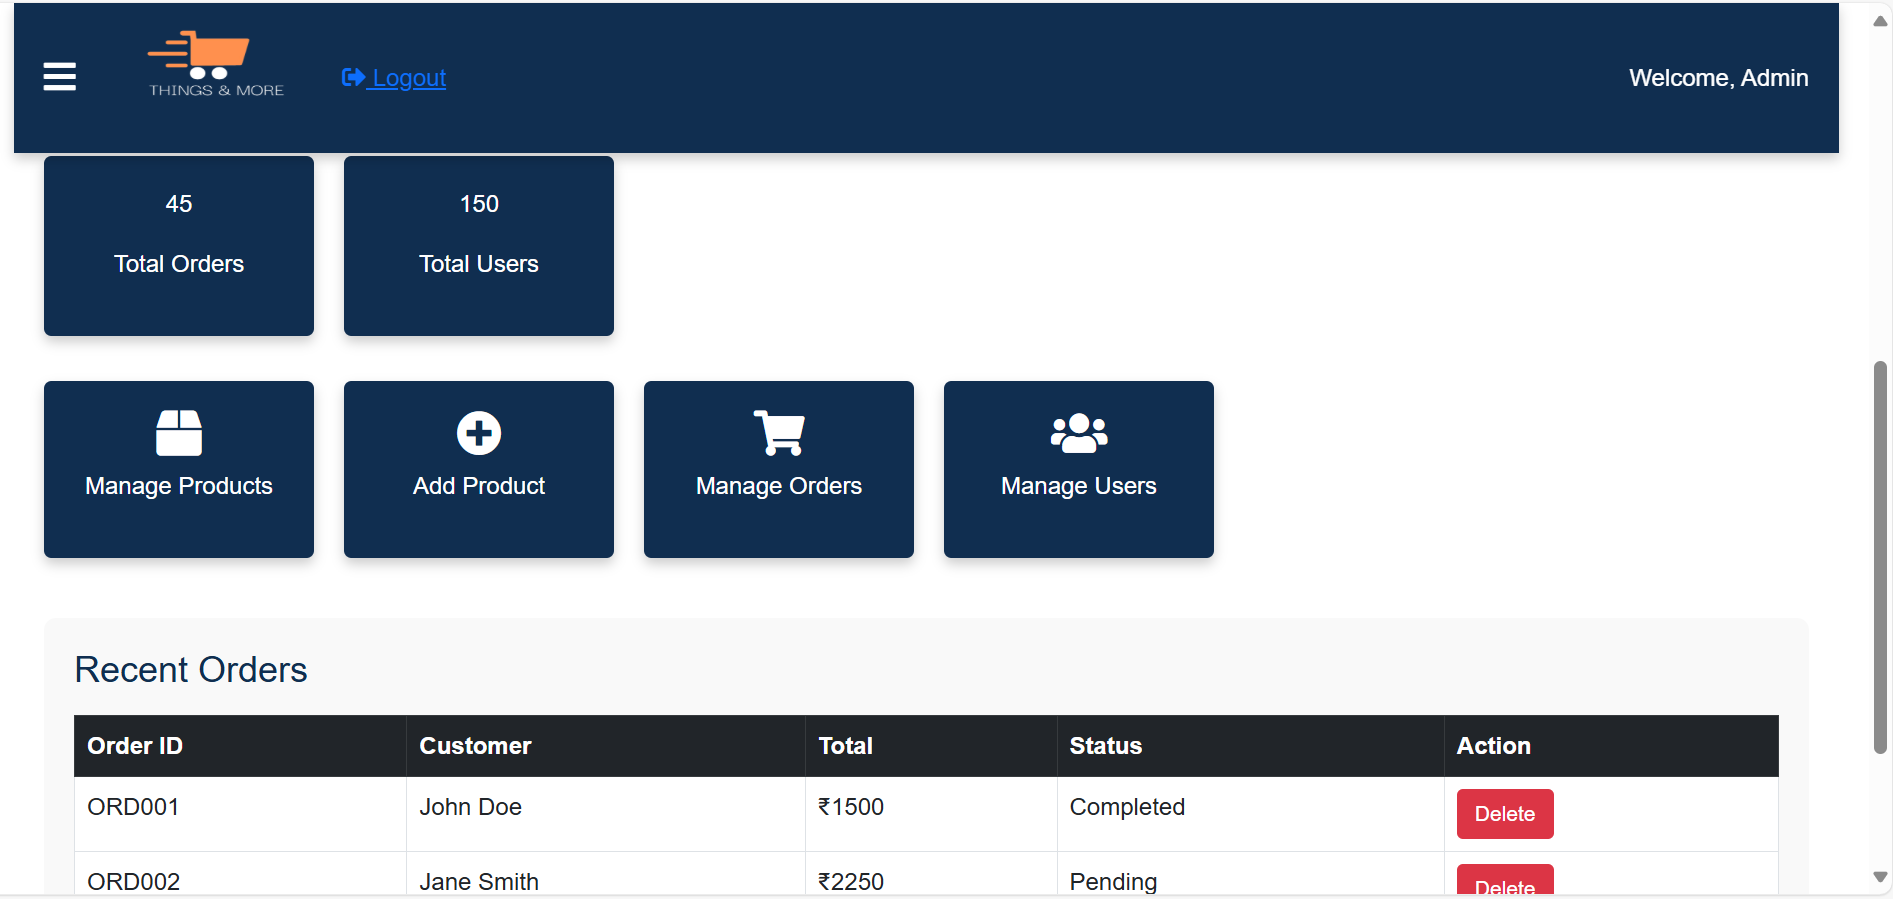 THINGS & MORE
Logout
Welcome, Admin
45
Total Orders
150
Total Users
Manage Products
Add Product
Manage Orders
Manage Users
Recent Orders
Order ID Customer Total Status Action
ORD001 John Doe ₹1500 Completed Delete
ORD002 Jane Smith ₹2250 Pending Delete